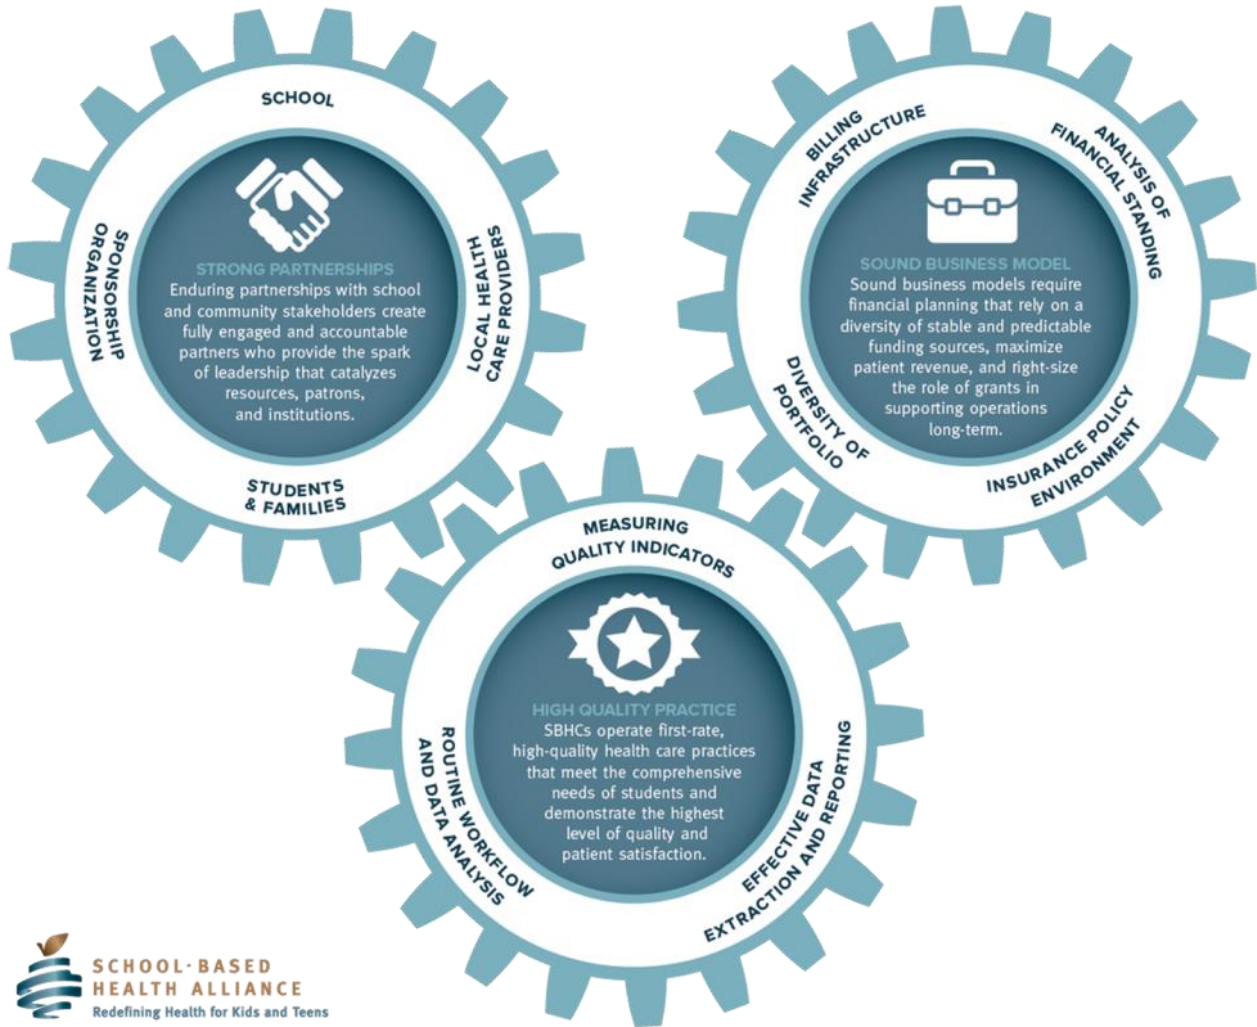 SCHOOL
SPONSORSHIP
ORGANIZATION
LOCAL HEALTH
CARE PROVIDERS
STUDENTS
& FAMILIES
STRONG PARTNERSHIPS
Enduring partnerships with school
and community stakeholders create
fully engaged and accountable
partners who provide the spark
of leadership that catalyzes
resources, patrons,
and institutions.
BILLING
INFRASTRUCTURE
ANALYSIS OF
FINANCIAL STANDING
DIVERSITY OF
PORTFOLIO
INSURANCE POLICY
ENVIRONMENT
SOUND BUSINESS MODEL
Sound business models require
financial planning that rely on a
diversity of stable and predictable
funding sources, maximize
patient revenue, and right-size
the role of grants in
supporting operations
long-term.
MEASURING
QUALITY INDICATORS
ROUTINE WORKFLOW
AND DATA ANALYSIS
EFFECTIVE DATA
EXTRACTION AND REPORTING
HIGH QUALITY PRACTICE
SBHCs operate first-rate,
high-quality health care practices
that meet the comprehensive
needs of students and
demonstrate the highest
level of quality and
patient satisfaction.
SCHOOL-BASED
HEALTH ALLIANCE
Redefining Health for Kids and Teens